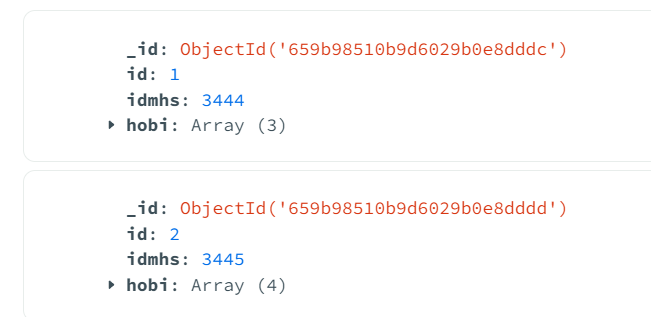 _id: ObjectId('659b98510b9d6029b0e8dddc')
id: 1
idmhs: 3444
hobi: Array (3)
_id: ObjectId('659b98510b9d6029b0e8dddd')
id: 2
idmhs: 3445
hobi: Array (4)